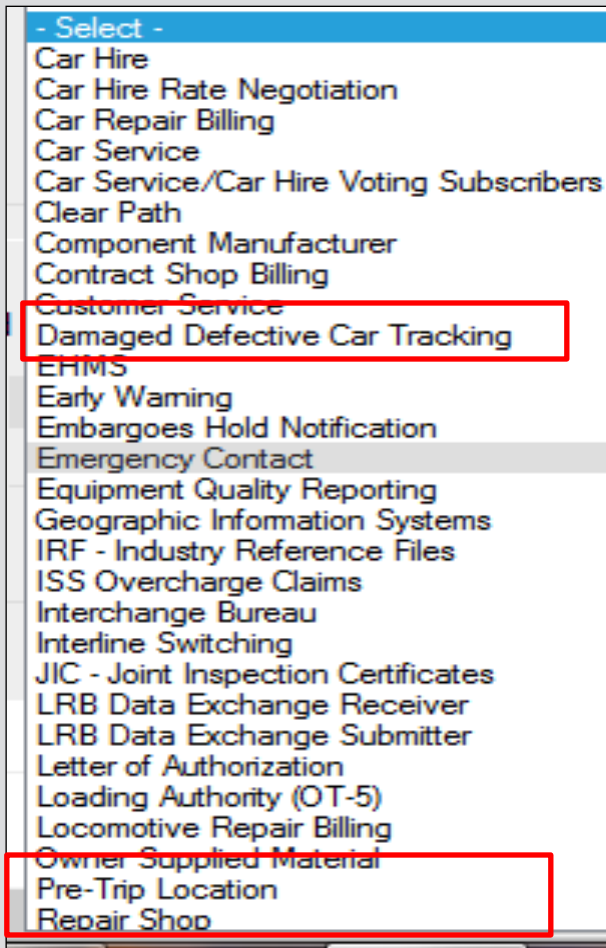 - Select -
Car Hire
Car Hire Rate Negotiation
Car Repair Billing
Car Service
Car Service/Car Hire Voting Subscribers
Clear Path
Component Manufacturer
Contract Shop Billing
Customer Service
Damaged Defective Car Tracking
EHMS
Early Warning
Embargoes Hold Notification
Emergency Contact
Equipment Quality Reporting
Geographic Information Systems
IRF - Industry Reference Files
ISS Overcharge Claims
Interchange Bureau
Interline Switching
JIC - Joint Inspection Certificates
LRB Data Exchange Receiver
LRB Data Exchange Submitter
Letter of Authorization
Loading Authority (OT-5)
Locomotive Repair Billing
Owner Supplied Material
Pre-Trip Location
Repair Shop